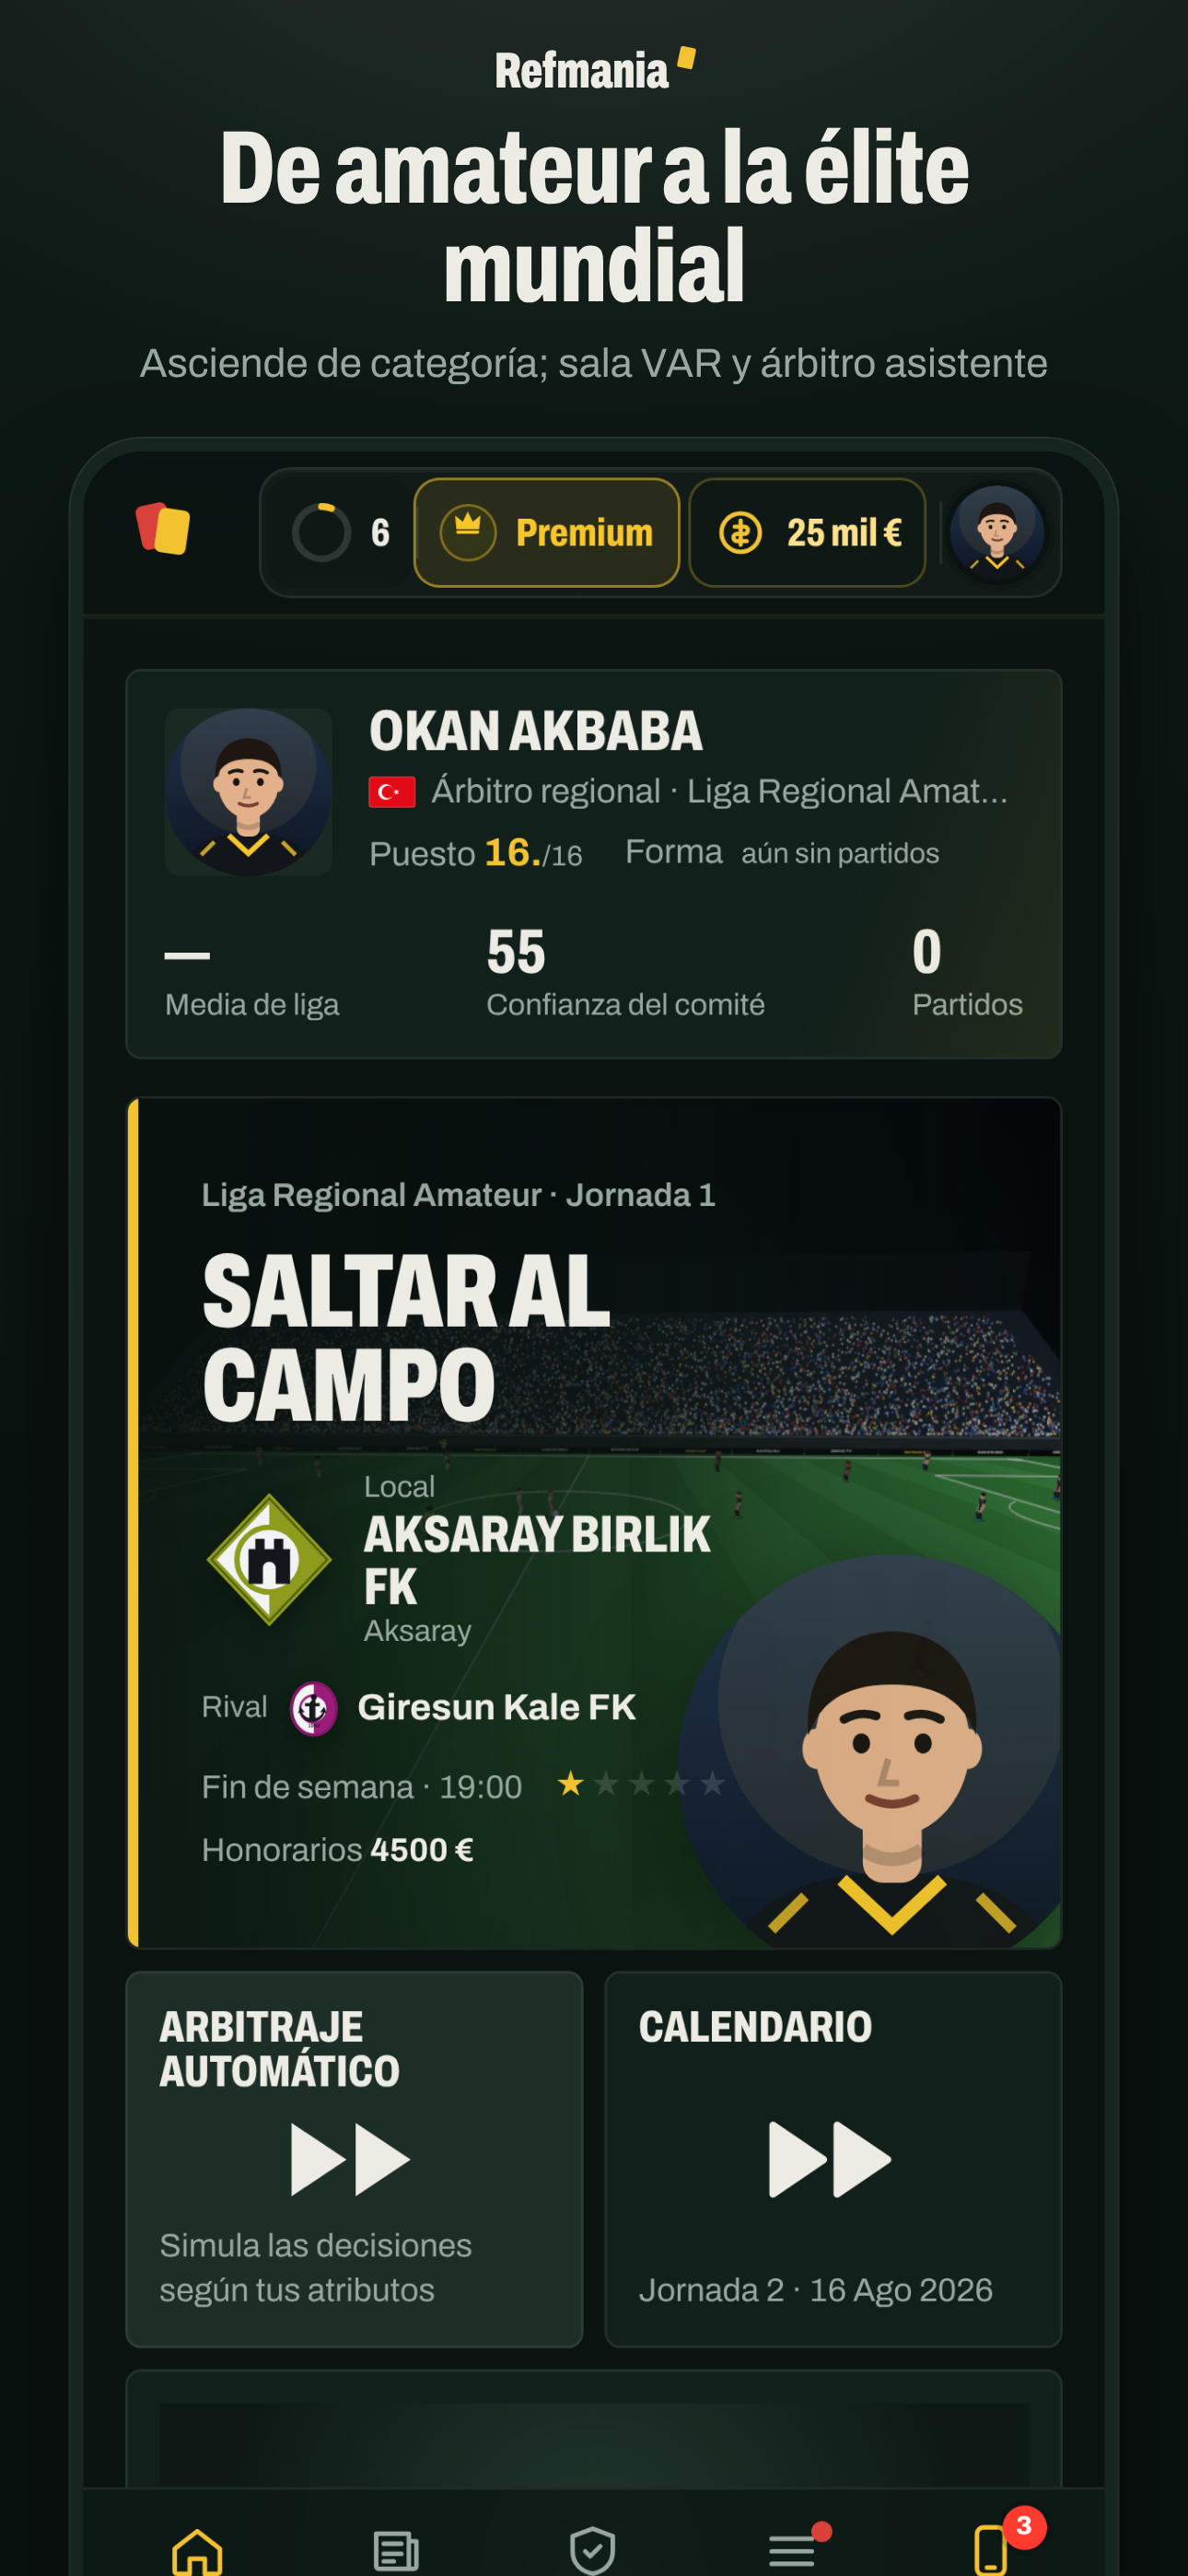 Refmania
De amateur a la élite
mundial
Asciende de categoría; sala VAR y árbitro asistente
6
Premium
25 mil €
OKAN AKBABA
Árbitro regional · Liga Regional Amat...
Puesto 16./16 Forma aún sin partidos
—
55
0
Media de liga
Confianza del comité
Partidos
Liga Regional Amateur · Jornada 1
SALTAR AL
CAMPO
Local
AKSARAY BIRLIK
FK
Aksaray
Rival Giresun Kale FK
Fin de semana · 19:00
Honorarios 4500 €
ARBITRAJE
AUTOMÁTICO
Simula las decisiones
según tus atributos
CALENDARIO
Jornada 2 · 16 Ago 2026
3